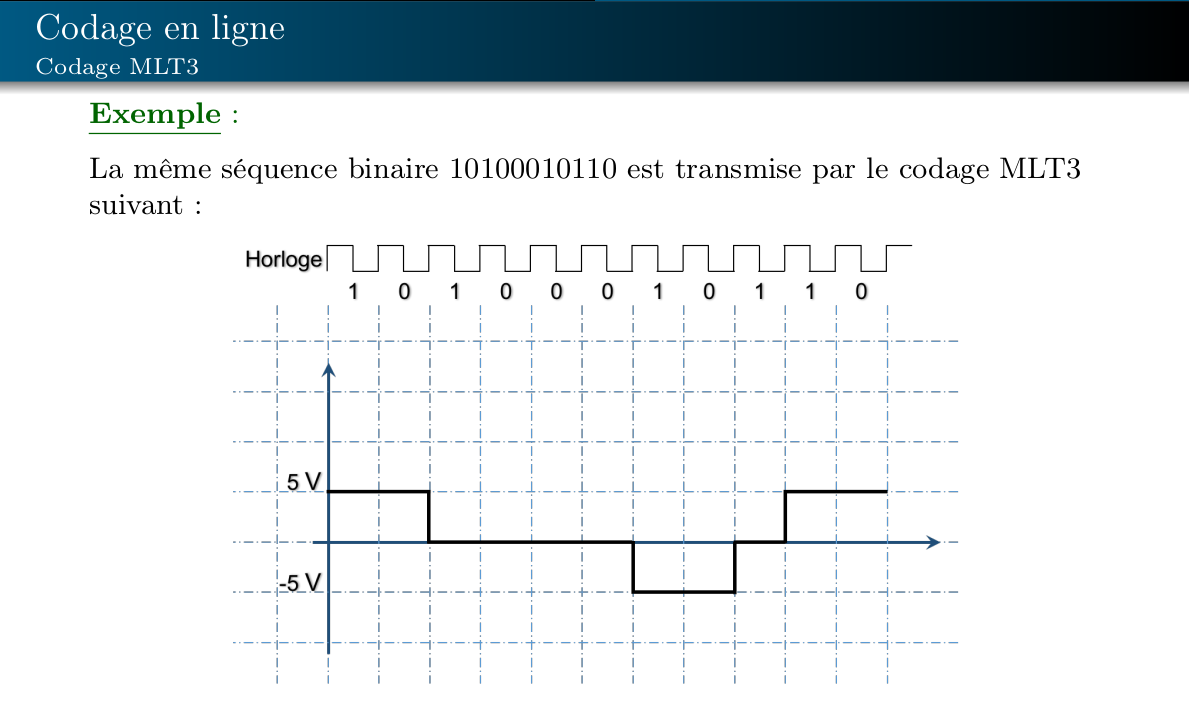 Codage en ligne
Codage MLT3
Exemple :
La même séquence binaire 10100010110 est transmise par le codage MLT3
suivant :
Horloge
1 0 1 0 0 0 1 0 1 1 0
5 V
-5 V